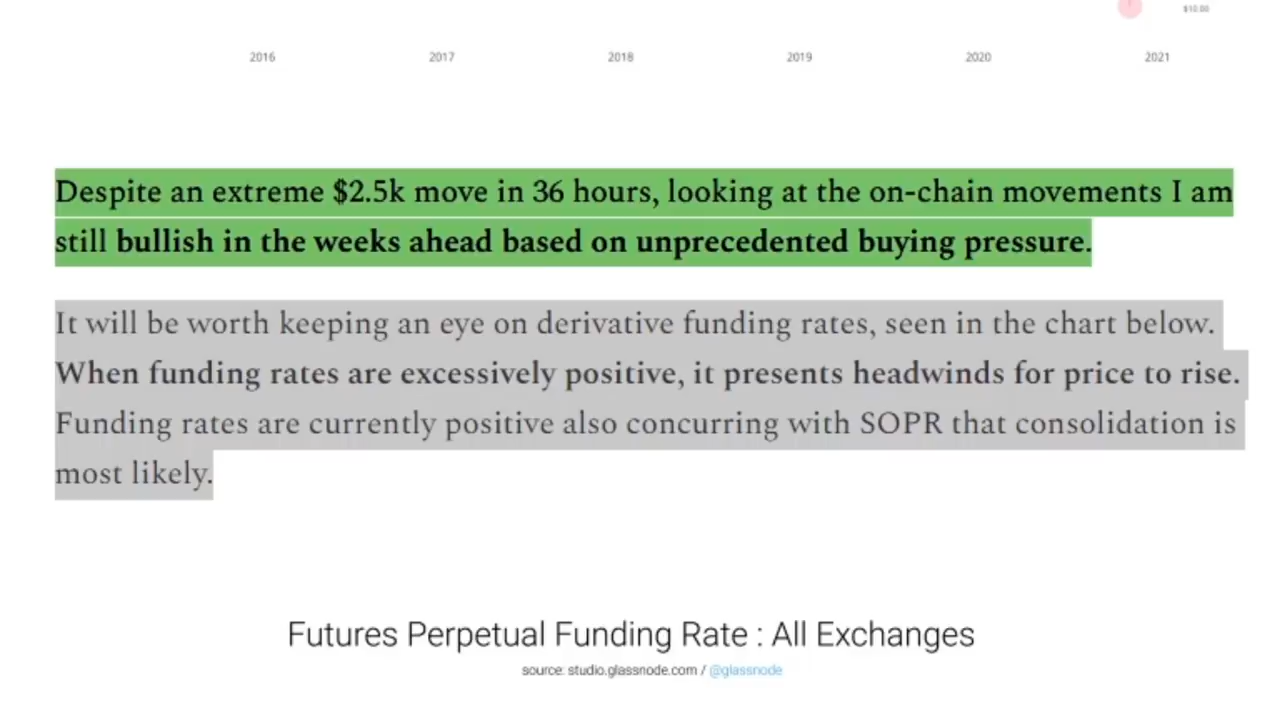 $10.00
2016 2017 2018 2019 2020 2021
Despite an extreme $2.5k move in 36 hours, looking at the on-chain movements I am
still bullish in the weeks ahead based on unprecedented buying pressure.
It will be worth keeping an eye on derivative funding rates, seen in the chart below.
When funding rates are excessively positive, it presents headwinds for price to rise.
Funding rates are currently positive also concurring with SOPR that consolidation is
most likely.
Futures Perpetual Funding Rate : All Exchanges
source: studio.glassnode.com / @glassnode